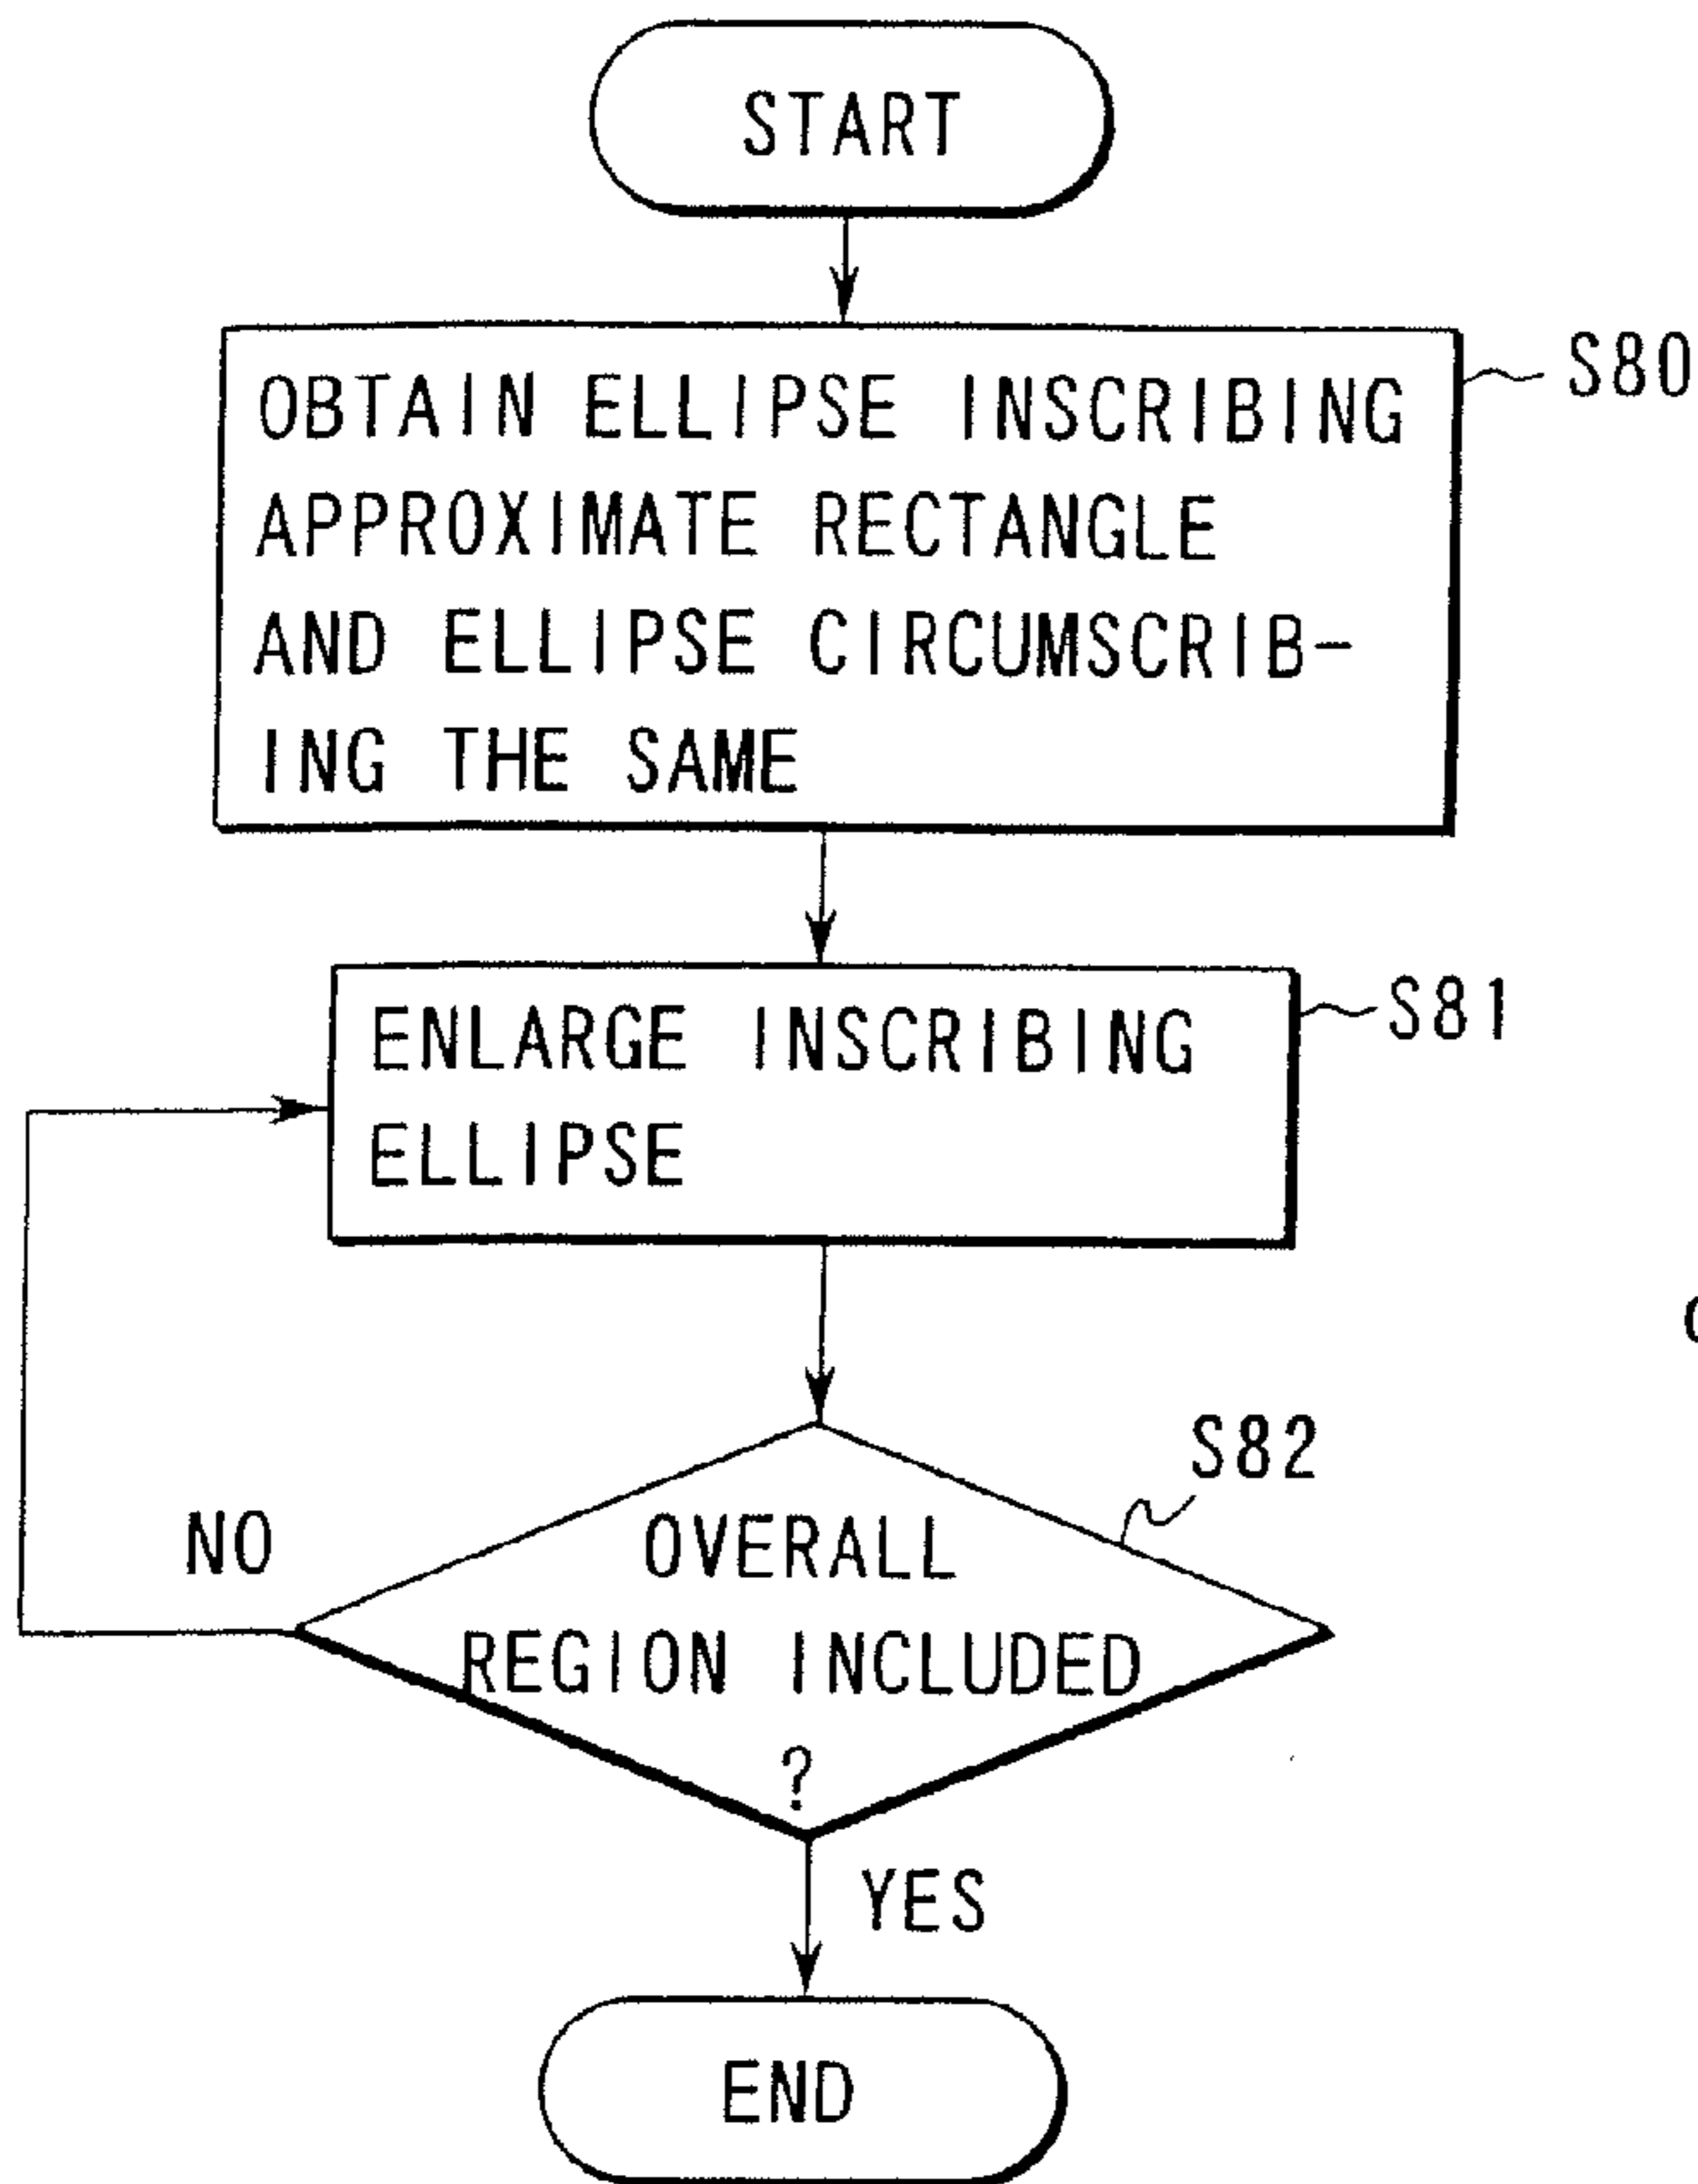 START
OBTAIN ELLIPSE INSCRIBING
APPROXIMATE RECTANGLE
AND ELLIPSE CIRCUMSCRIB-
ING THE SAME
S80
ENLARGE INSCRIBING
ELLIPSE
S81
S82
OVERALL
REGION INCLUDED
?
NO
YES
END